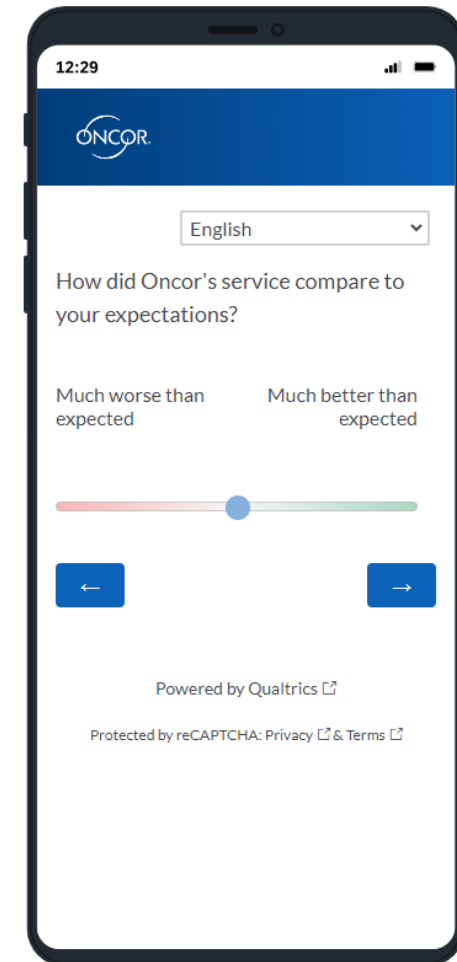 12:29
ONCOR.
English
How did Oncor's service compare to
your expectations?
Much worse than
expected
Much better than
expected
←
→
Powered by Qualtrics
Protected by reCAPTCHA: Privacy & Terms